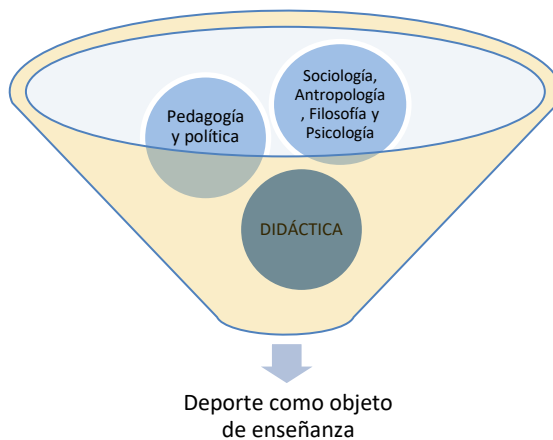 Sociología,
Antropología
, Filosofía y
Psicología
Pedagogía
y política
DIDÁCTICA
Deporte como objeto
de enseñanza